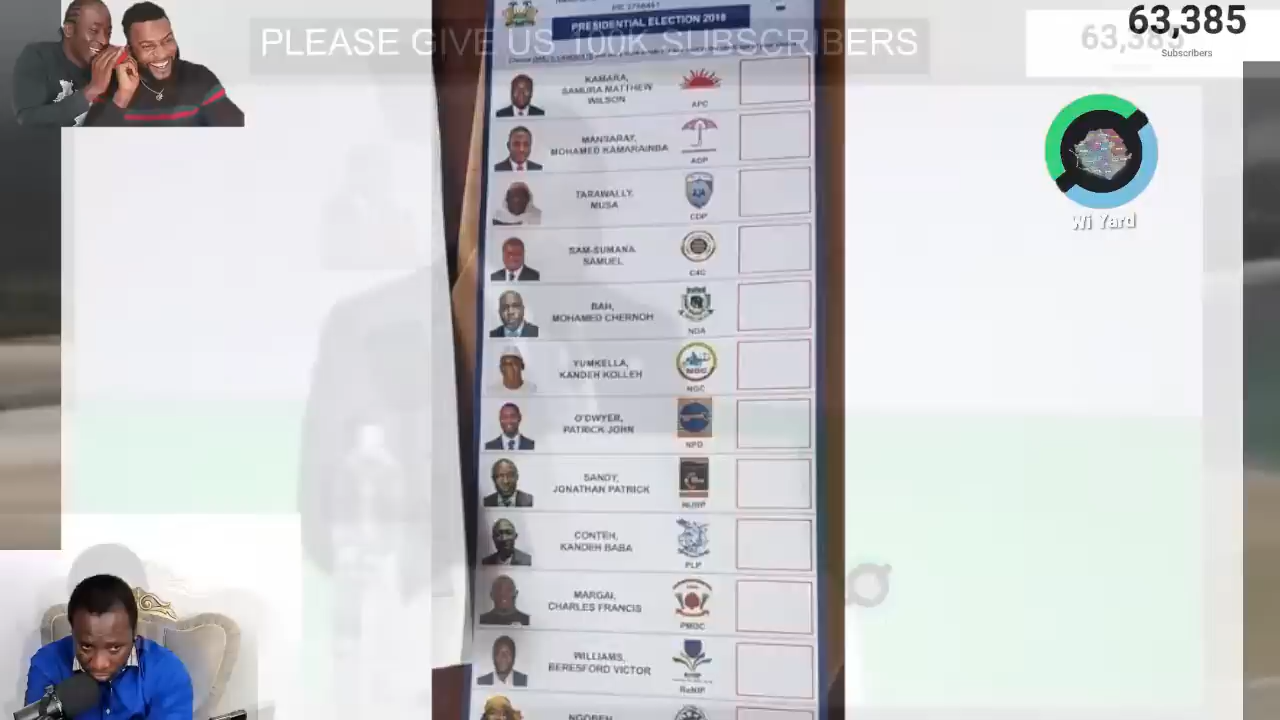 PRESIDENTIAL ELECTION 2018
PLEASE GIVE US 100K SUBSCRIBERS
63,385
Subscribers
Wi Yard
KAMARA,
SAMURA MATTHEW
WILSON
APC
MANSARAY,
MOHAMED KAMARAINBA
ADP
TARAWALLY,
MUSA
CDP
SAM-SUMANA
SAMUEL
C4C
BAH,
MOHAMED CHERNOH
NDA
YUMKELLA,
KANDEH KOLLEH
NGC
NGC
O'DWYER,
PATRICK JOHN
NPD
SANDY,
JONATHAN PATRICK
NURP
CONTEH,
KANDEH BABA
PLP
MARGAI,
CHARLES FRANCIS
PMDC
WILLIAMS,
BERESFORD VICTOR
ReNIP
NGOBEH,